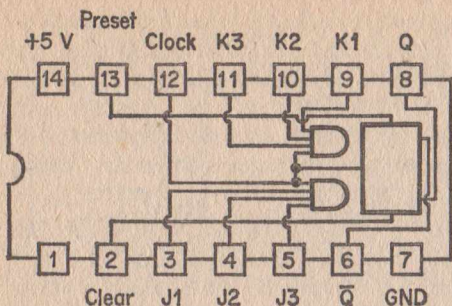 Preset
+5 V Clock K3 K2 K1 Q
14 13 12 11 10 9 8
1 2 3 4 5 6 7
Clear J1 J2 J3 Q̅ GND